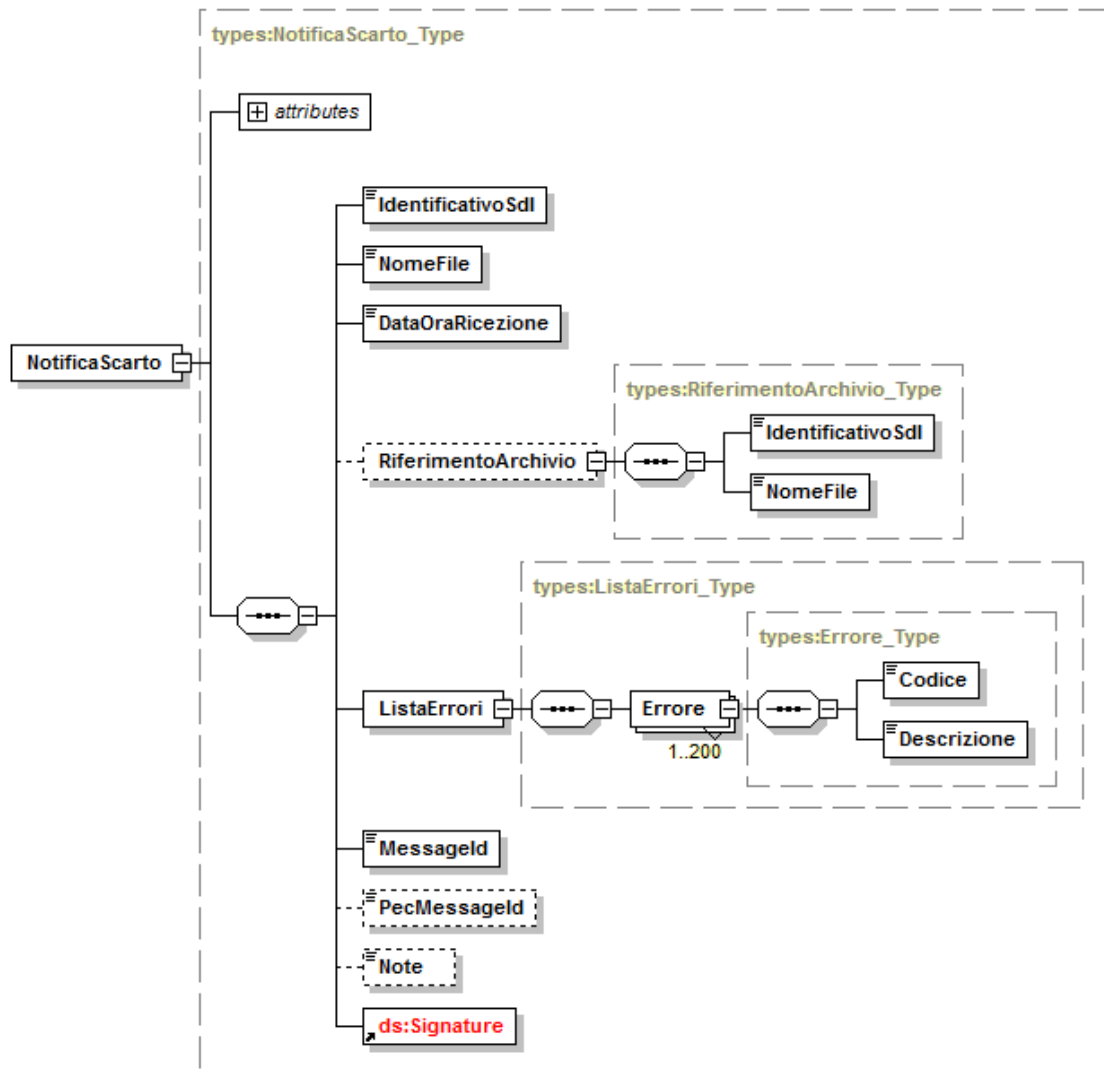 types:NotificaScarto_Type
attributes
IdentificativoSdI
NomeFile
DataOraRicezione
NotificaScarto
types:RiferimentoArchivio_Type
IdentificativoSdI
RiferimentoArchivio
NomeFile
types:ListaErrori_Type
types:Errore_Type
Codice
ListaErrori
Errore
Descrizione
1..200
MessageId
PecMessageId
Note
ds:Signature